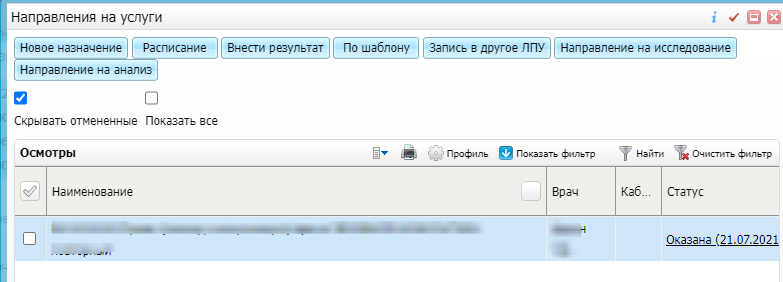 Направления на услуги
Новое назначение Расписание Внести результат По шаблону Запись в другое ЛПУ Направление на исследование
Направление на анализ
Скрывать отмененные Показать все
Осмотры Профиль Показать фильтр Найти Очистить фильтр
Наименование Врач Каб... Статус
Оказана (21.07.2021